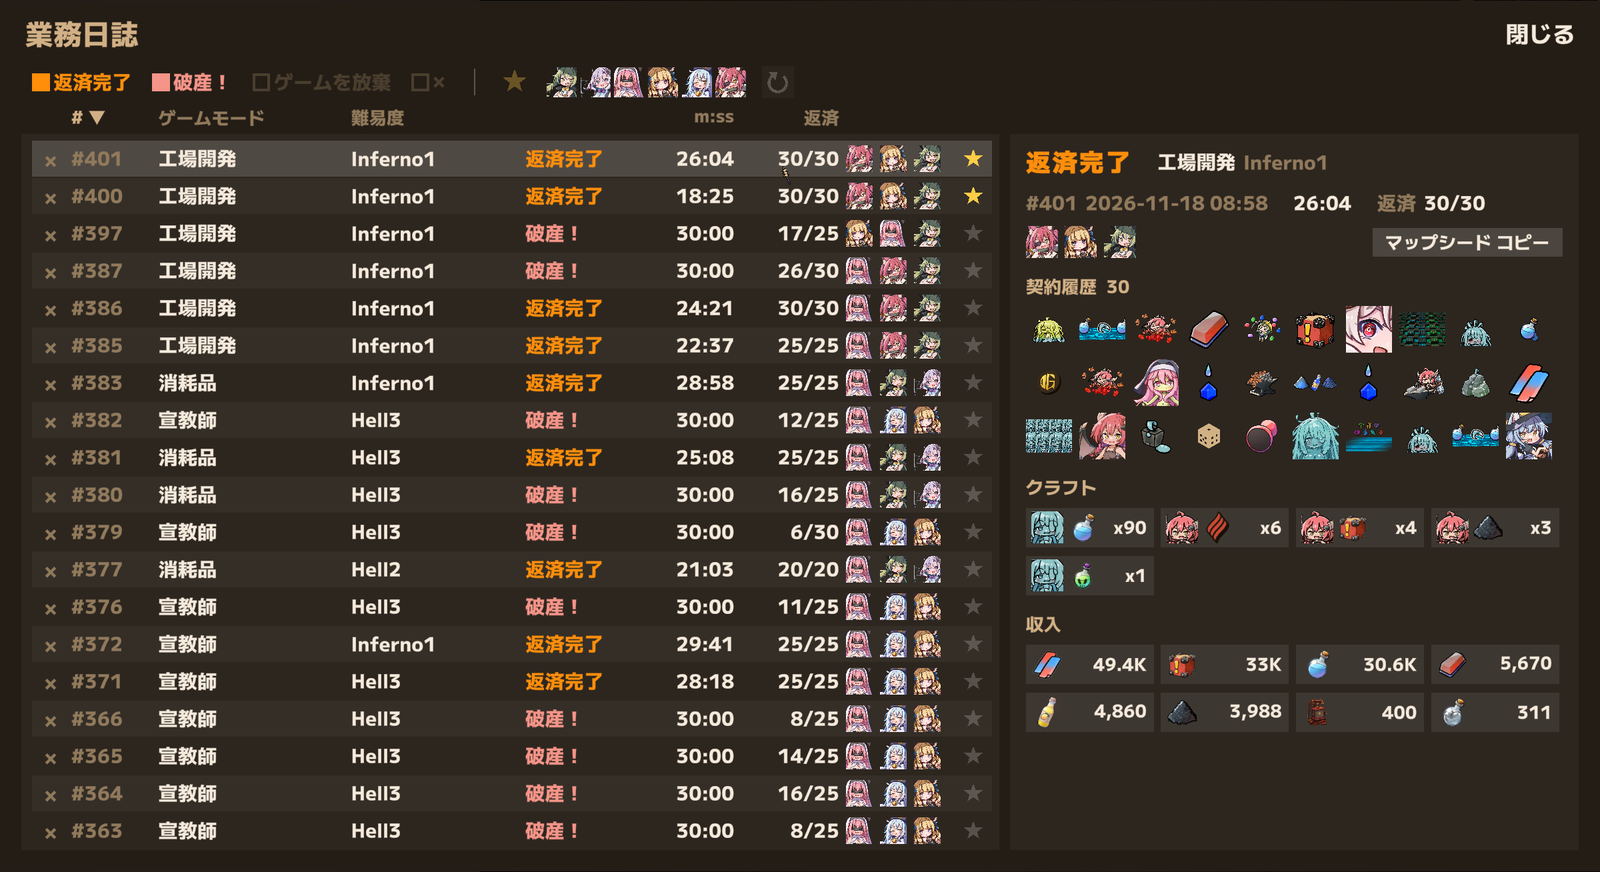 業務日誌 閉じる
返済完了 破産！ ゲームを放棄 ×
# ▼ ゲームモード 難易度 m:ss 返済
× #401 工場開発 Inferno1 返済完了 26:04 30/30 ★
× #400 工場開発 Inferno1 返済完了 18:25 30/30 ★
× #397 工場開発 Inferno1 破産！ 30:00 17/25 ★
× #387 工場開発 Inferno1 破産！ 30:00 26/30 ★
× #386 工場開発 Inferno1 返済完了 24:21 30/30 ★
× #385 工場開発 Inferno1 返済完了 22:37 25/25 ★
× #383 消耗品 Inferno1 返済完了 28:58 25/25 ★
× #382 宣教師 Hell3 破産！ 30:00 12/25 ★
× #381 消耗品 Hell3 返済完了 25:08 25/25 ★
× #380 消耗品 Hell3 破産！ 30:00 16/25 ★
× #379 宣教師 Hell3 破産！ 30:00 6/30 ★
× #377 消耗品 Hell2 返済完了 21:03 20/20 ★
× #376 宣教師 Hell3 破産！ 30:00 11/25 ★
× #372 宣教師 Inferno1 返済完了 29:41 25/25 ★
× #371 宣教師 Hell3 返済完了 28:18 25/25 ★
× #366 宣教師 Hell3 破産！ 30:00 8/25 ★
× #365 宣教師 Hell3 破産！ 30:00 14/25 ★
× #364 宣教師 Hell3 破産！ 30:00 16/25 ★
× #363 宣教師 Hell3 破産！ 30:00 8/25 ★
返済完了 工場開発 Inferno1
#401 2026-11-18 08:58 26:04 返済 30/30
マップシード コピー
契約履歴 30
クラフト
x90 x6 x4 x3
x1
収入
49.4K 33K 30.6K 5,670
4,860 3,988 400 311